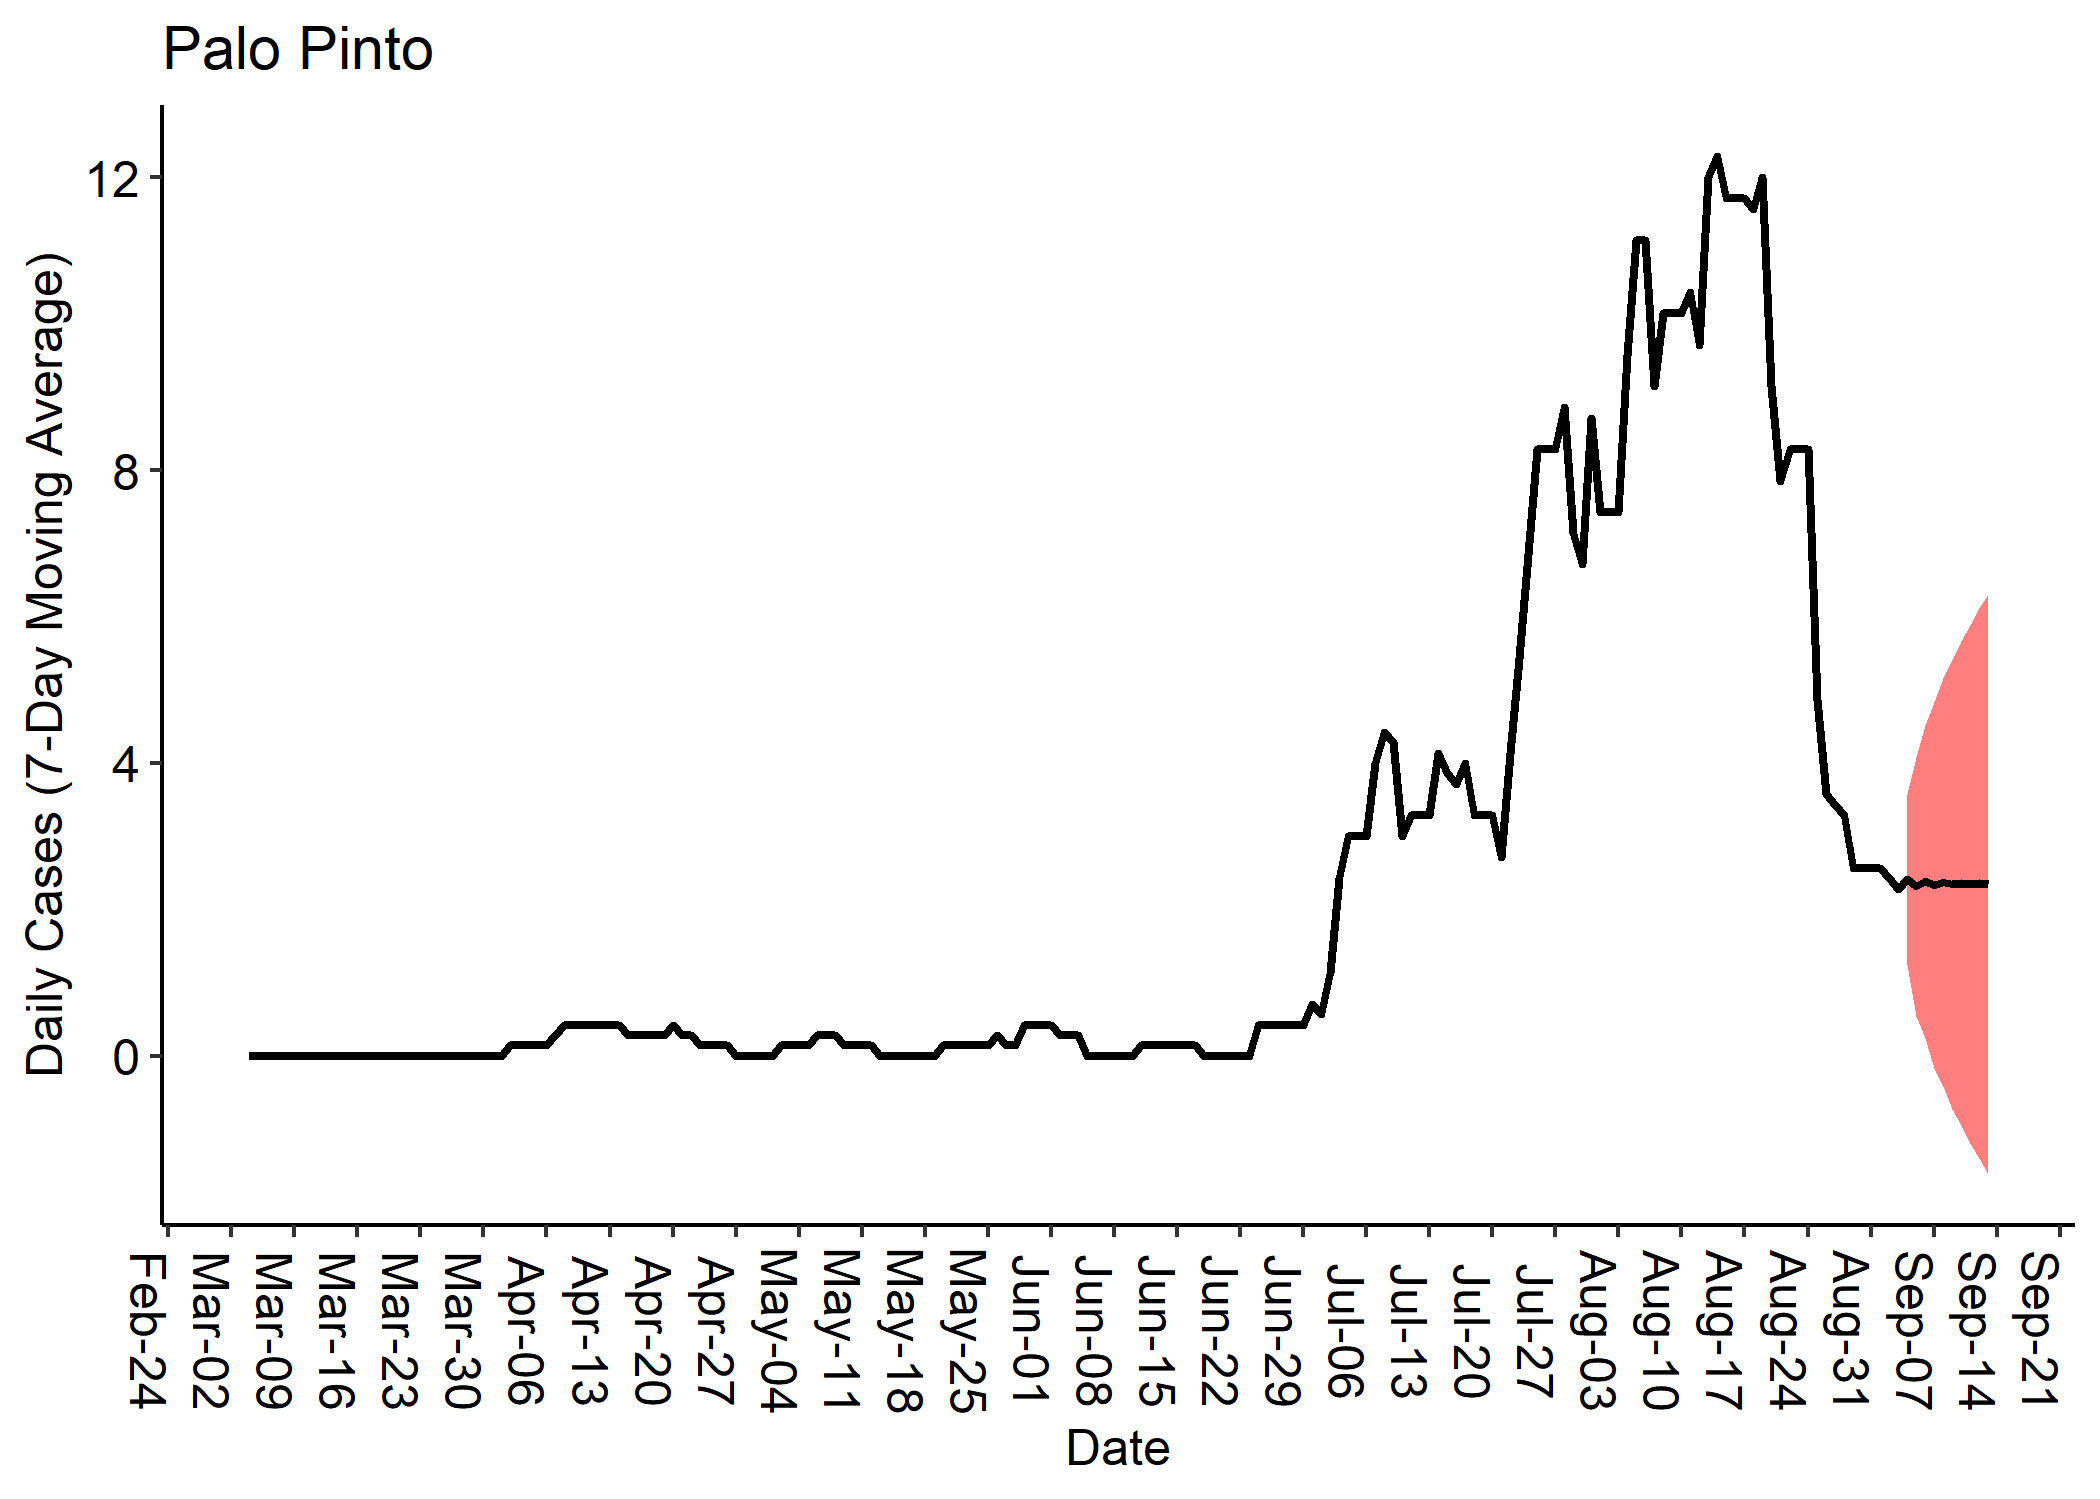 Palo Pinto
Daily Cases (7-Day Moving Average)
12
8
4
0
Feb-24
Mar-02
Mar-09
Mar-16
Mar-23
Mar-30
Apr-06
Apr-13
Apr-20
Apr-27
May-04
May-11
May-18
May-25
Jun-01
Jun-08
Jun-15
Jun-22
Jun-29
Jul-06
Jul-13
Jul-20
Jul-27
Aug-03
Aug-10
Aug-17
Aug-24
Aug-31
Sep-07
Sep-14
Sep-21
Date